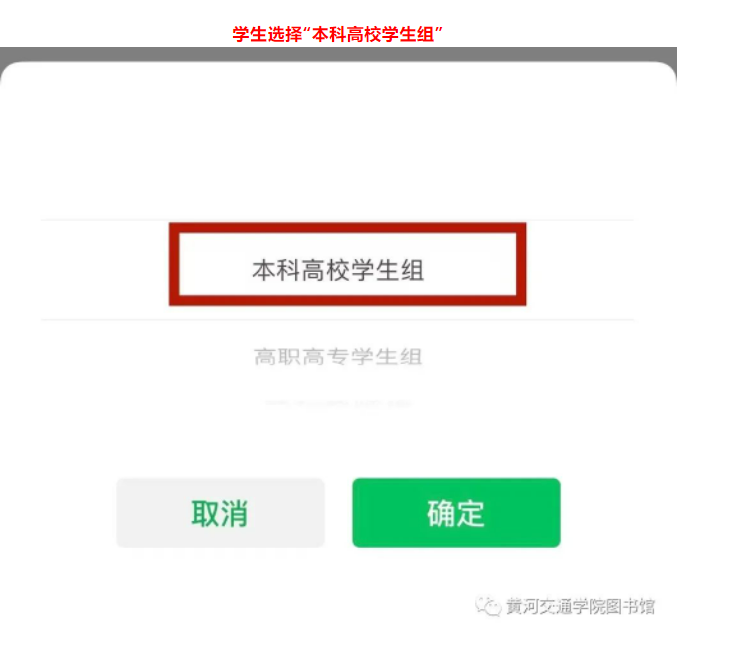 学生选择“本科高校学生组”
本科高校学生组
高职高专学生组
取消
确定
黄河交通学院图书馆